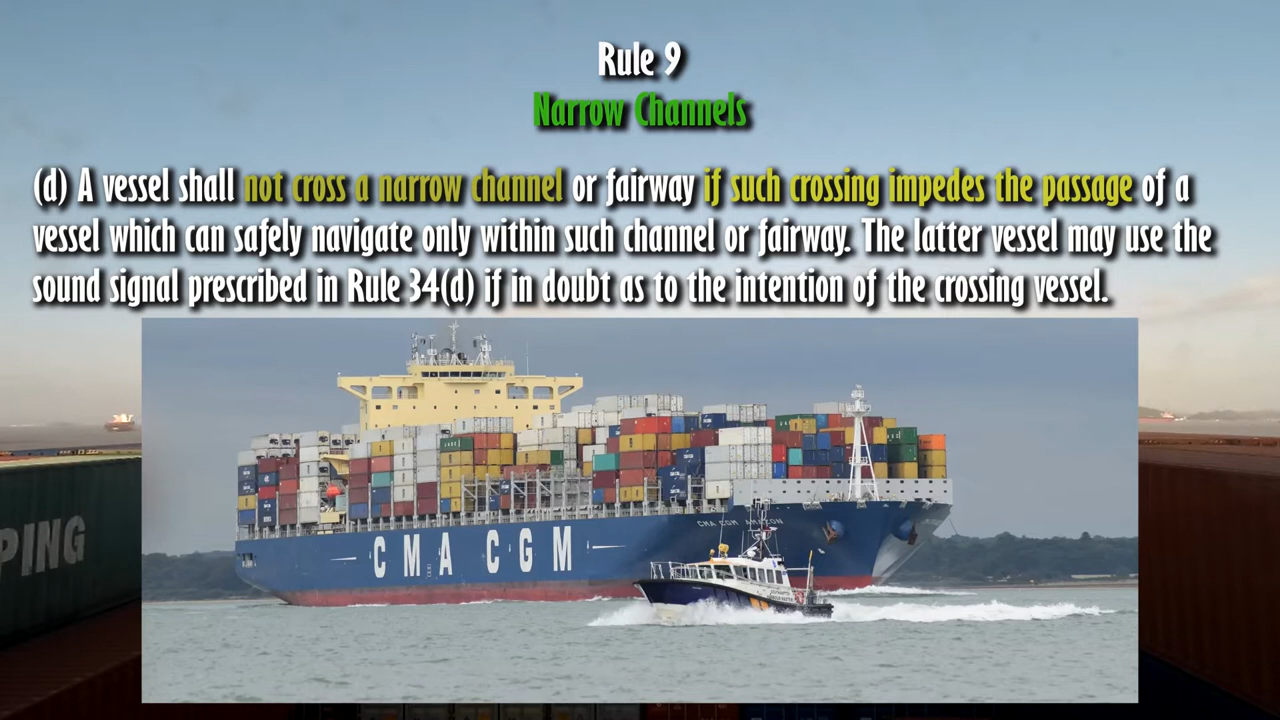 Rule 9
Narrow Channels
(d) A vessel shall not cross a narrow channel or fairway if such crossing impedes the passage of a
vessel which can safely navigate only within such channel or fairway. The latter vessel may use the
sound signal prescribed in Rule 34(d) if in doubt as to the intention of the crossing vessel.
CMA CGM
PING